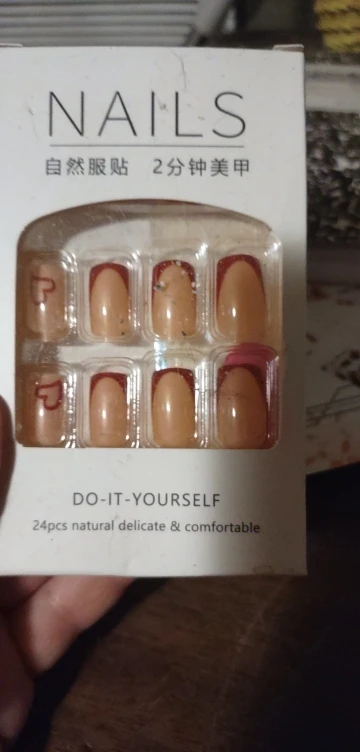 NAILS
自然服贴 2分钟美甲
DO-IT-YOURSELF
24pcs natural delicate & comfortable